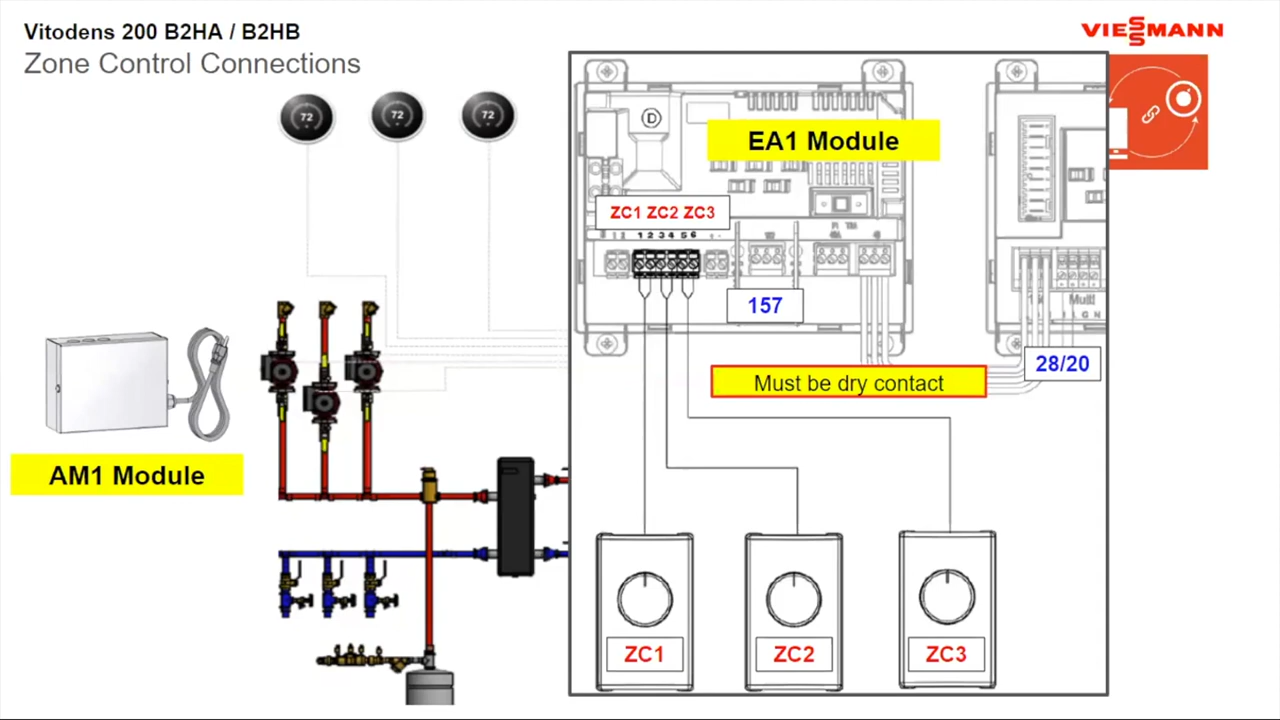 Vitodens 200 B2HA / B2HB
Zone Control Connections
VIESSMANN
72
72
72
D
EA1 Module
ZC1 ZC2 ZC3
1 2 3 4 5 6
157
Multi
L L G N
28/20
Must be dry contact
AM1 Module
ZC1
ZC2
ZC3